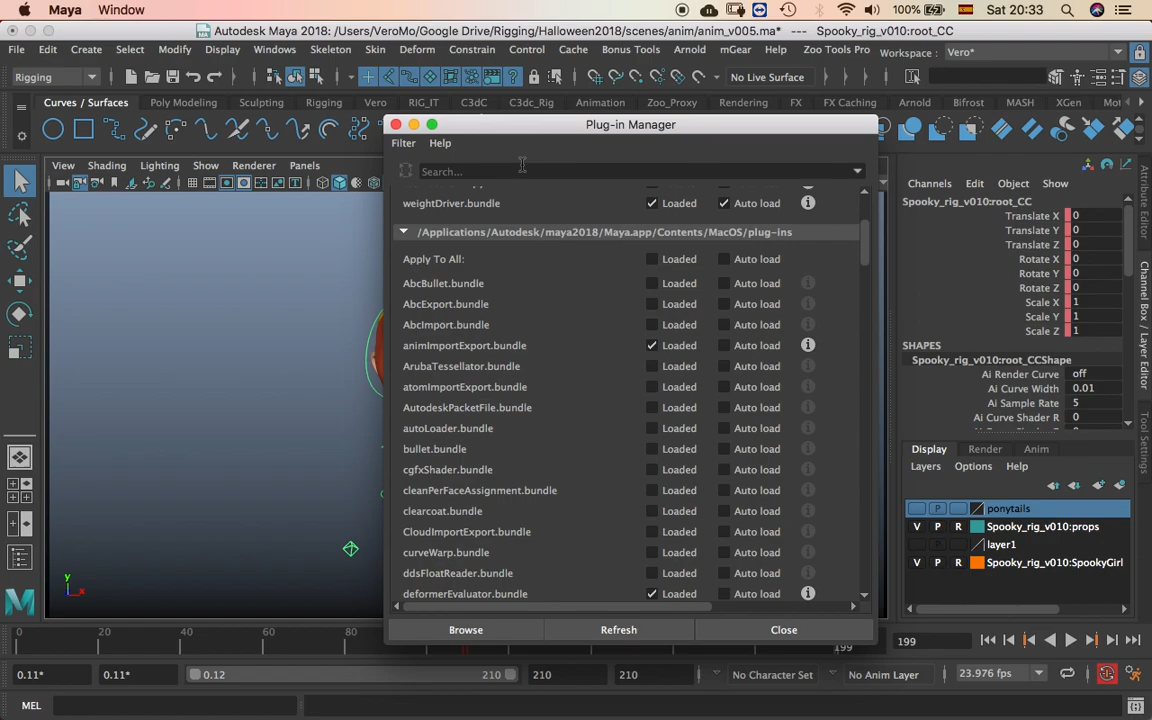 Maya Window 100% Sat 20:33
Autodesk Maya 2018: /Users/VeroMo/Google Drive/Rigging/Halloween2018/scenes/anim/anim_v005.ma* --- Spooky_rig_v010:root_CC
File Edit Create Select Modify Display Windows Skeleton Skin Deform Constrain Control Cache Bonus Tools Arnold mGear Help Zoo Tools Pro Workspace : Vero*
Rigging No Live Surface
Curves / Surfaces Poly Modeling Sculpting Rigging Vero RIG_IT C3dC C3dc_Rig Animation Zoo_Proxy Rendering FX FX Caching Arnold Bifrost MASH XGen Mot
Plug-in Manager
Filter Help
Search...
weightDriver.bundle Loaded Auto load
/Applications/Autodesk/maya2018/Maya.app/Contents/MacOS/plug-ins
Apply To All: Loaded Auto load
AbcBullet.bundle Loaded Auto load
AbcExport.bundle Loaded Auto load
AbcImport.bundle Loaded Auto load
animImportExport.bundle Loaded Auto load
ArubaTessellator.bundle Loaded Auto load
atomImportExport.bundle Loaded Auto load
AutodeskPacketFile.bundle Loaded Auto load
autoLoader.bundle Loaded Auto load
bullet.bundle Loaded Auto load
cgfxShader.bundle Loaded Auto load
cleanPerFaceAssignment.bundle Loaded Auto load
clearcoat.bundle Loaded Auto load
CloudImportExport.bundle Loaded Auto load
curveWarp.bundle Loaded Auto load
ddsFloatReader.bundle Loaded Auto load
deformerEvaluator.bundle Loaded Auto load
Browse Refresh Close
View Shading Lighting Show Renderer Panels
y
x
Channels Edit Object Show
Spooky_rig_v010:root_CC
Translate X 0
Translate Y 0
Translate Z 0
Rotate X 0
Rotate Y 0
Rotate Z 0
Scale X 1
Scale Y 1
Scale Z 1
SHAPES
Spooky_rig_v010:root_CCShape
Ai Render Curve off
Ai Curve Width 0.01
Ai Sample Rate 5
Ai Curve Shader R 0
Display Render Anim
Layers Options Help
P ponytails
V P R Spooky_rig_v010:props
layer1
V P R Spooky_rig_v010:SpookyGirl
Attribute Editor
Channel Box / Layer Editor
Tool Settings
0 20 40 60 80 199
199
0.11* 0.11* 0.12 210 210 210 No Character Set No Anim Layer 23.976 fps
MEL